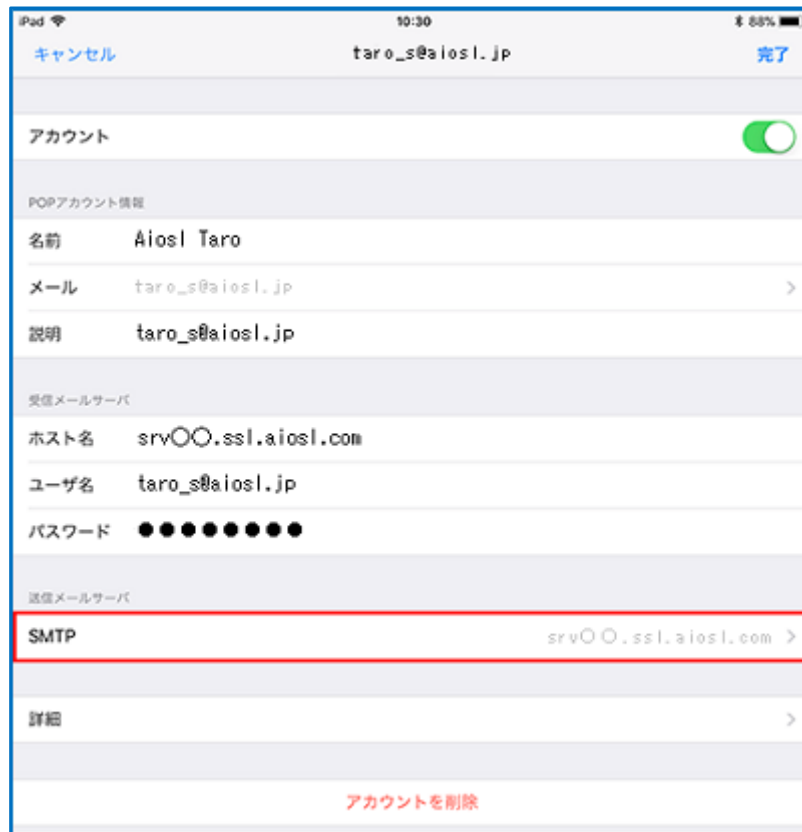 iPad 10:30 88%
キャンセル taro_s@aiosl.jp 完了
アカウント
POPアカウント情報
名前 Aiosl Taro
メール taro_s@aiosl.jp
説明 taro_s@aiosl.jp
受信メールサーバ
ホスト名 srv〇〇.ssl.aiosl.com
ユーザ名 taro_s@aiosl.jp
パスワード ●●●●●●●●
送信メールサーバ
SMTP srv〇〇.ssl.aiosl.com
詳細
アカウントを削除